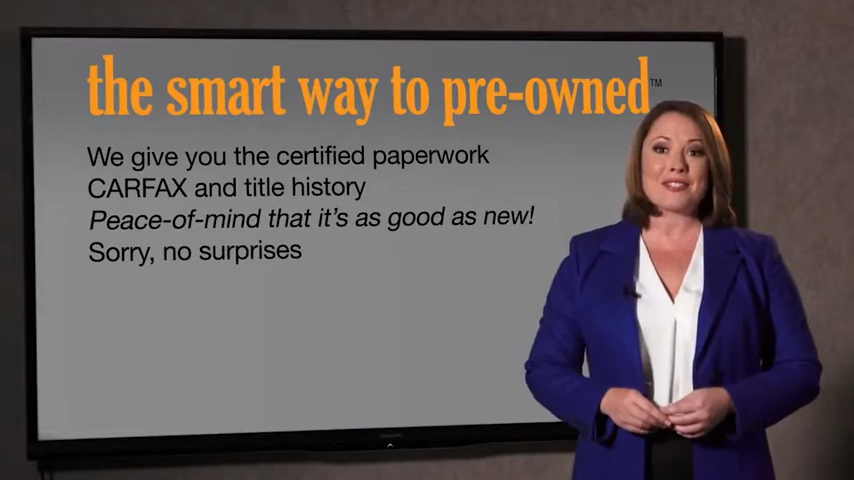 the smart way to pre-owned™
We give you the certified paperwork
CARFAX and title history
Peace-of-mind that it's as good as new!
Sorry, no surprises